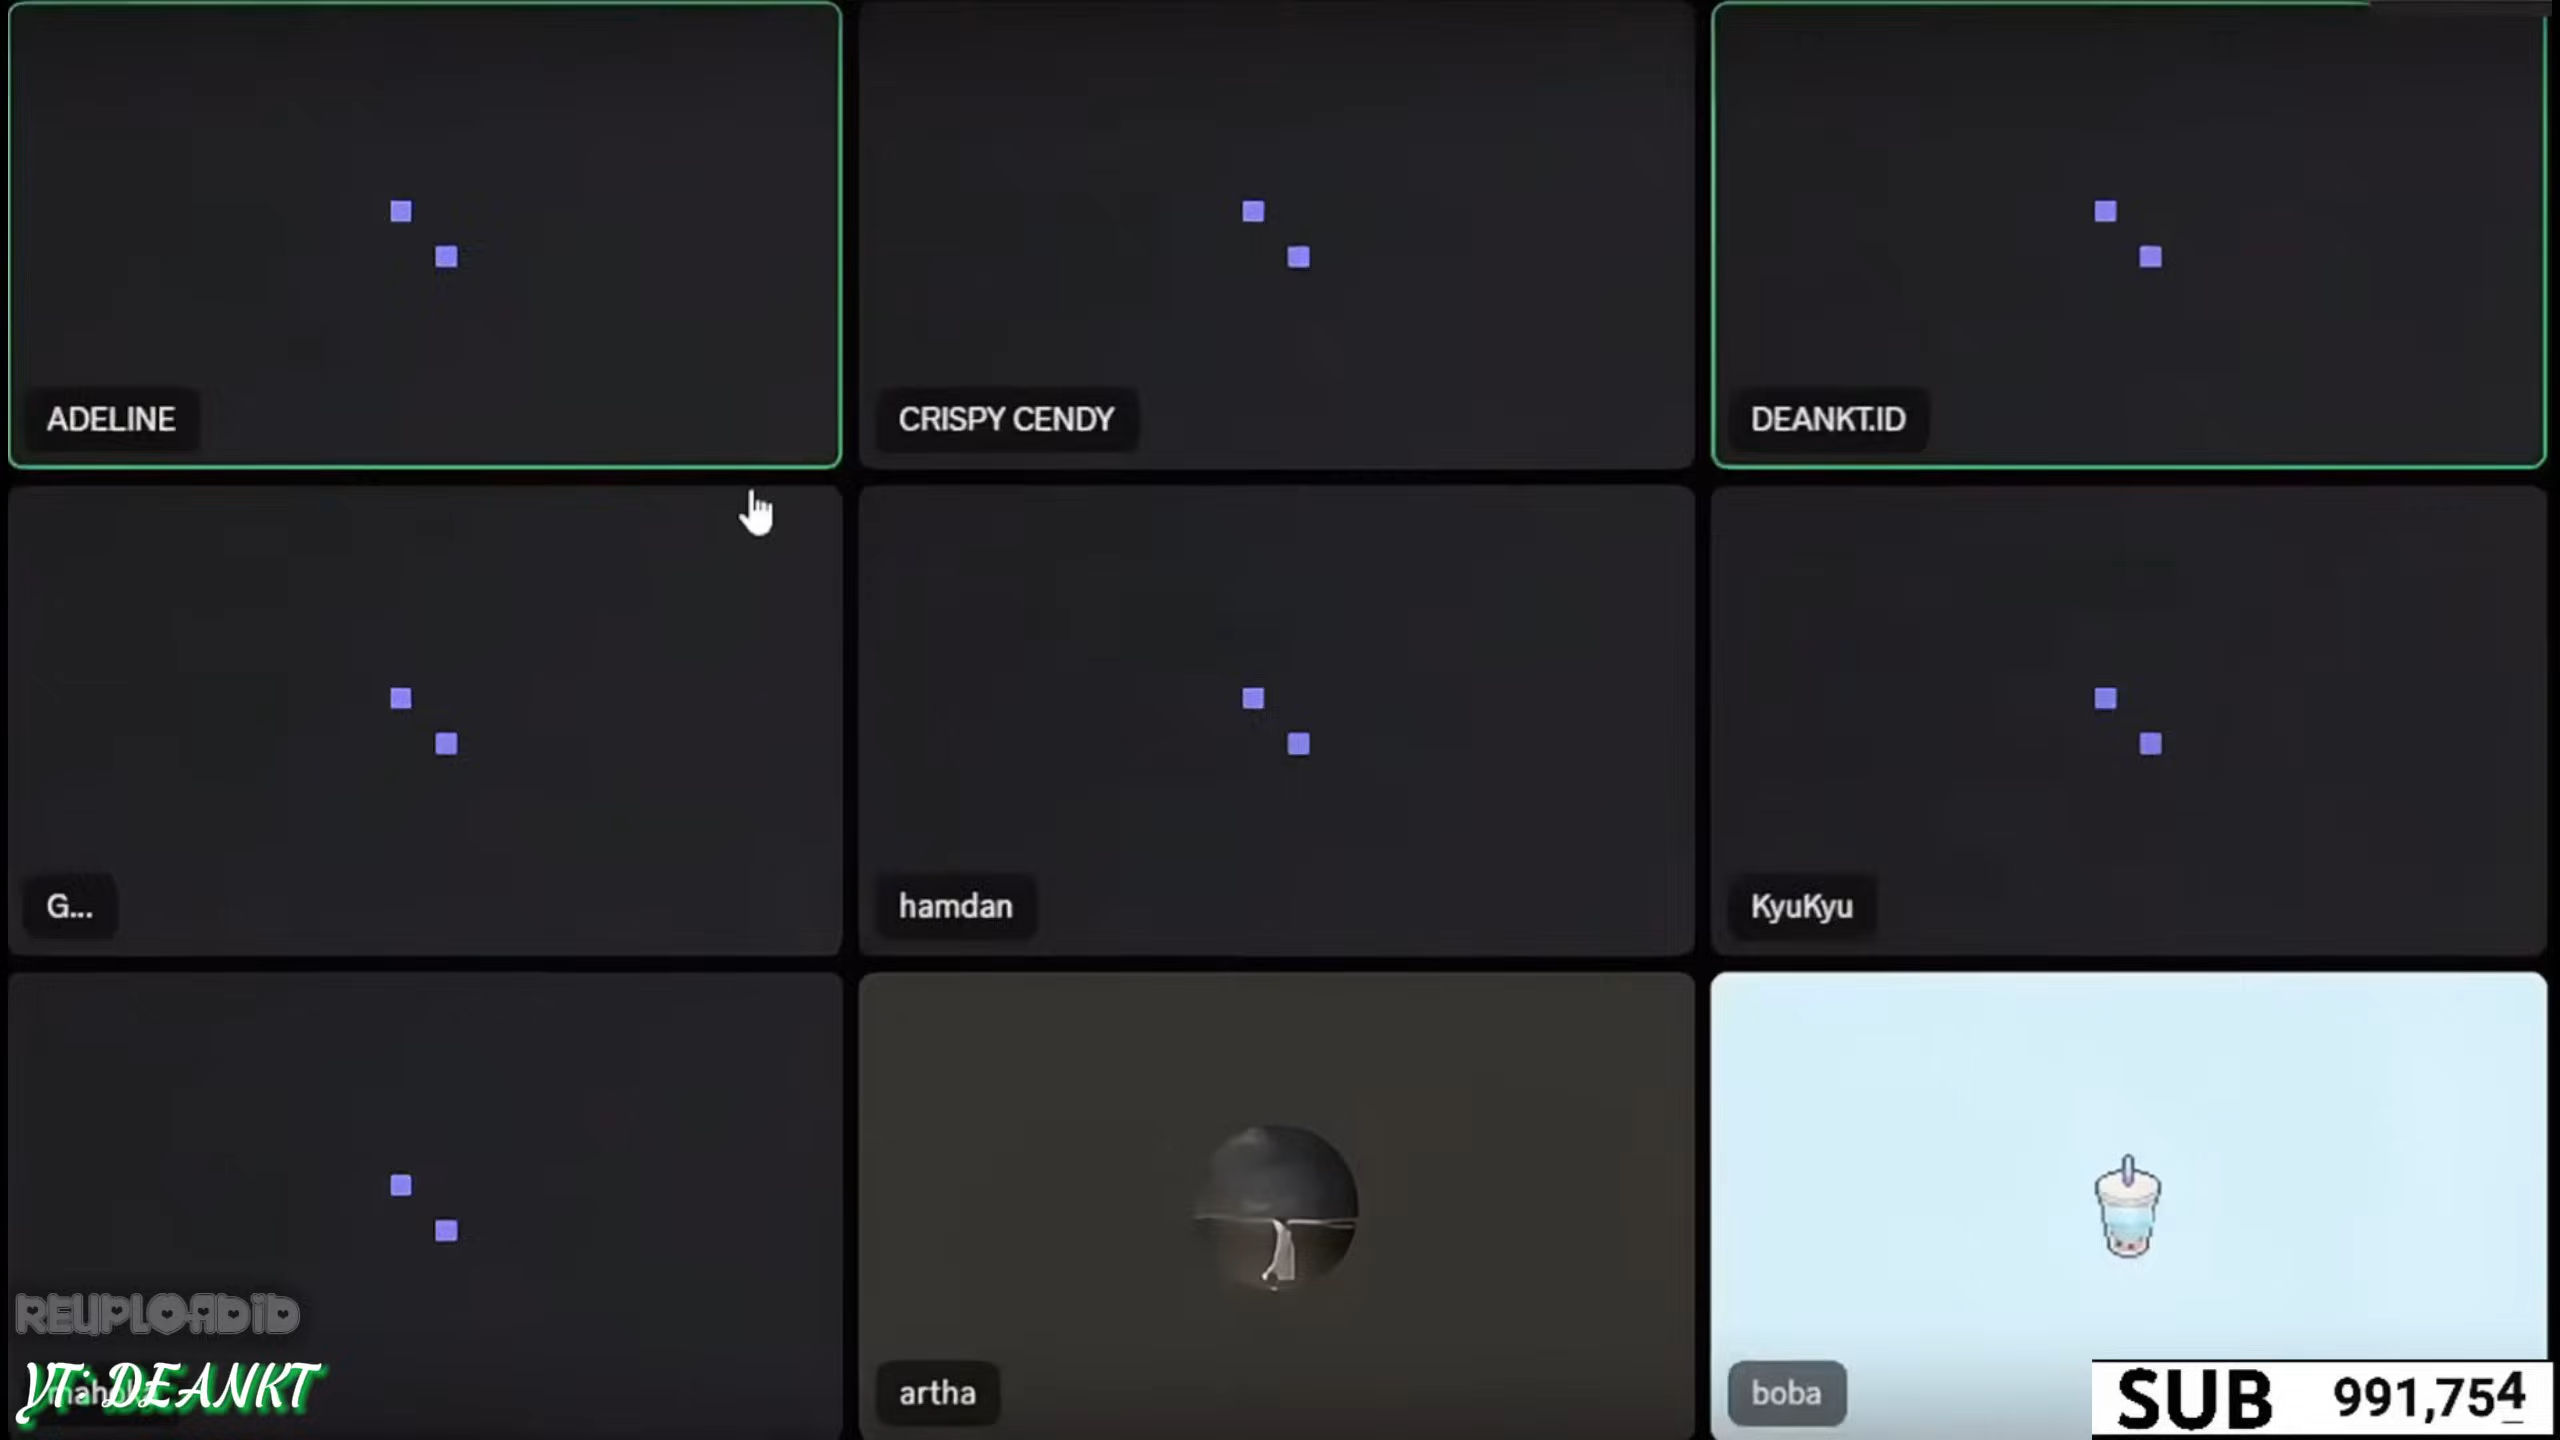 ADELINE
CRISPY CENDY
DEANKT.ID
G...
hamdan
KyuKyu
REUPLOADID
YT: DEANKT
artha
boba
SUB 991,754